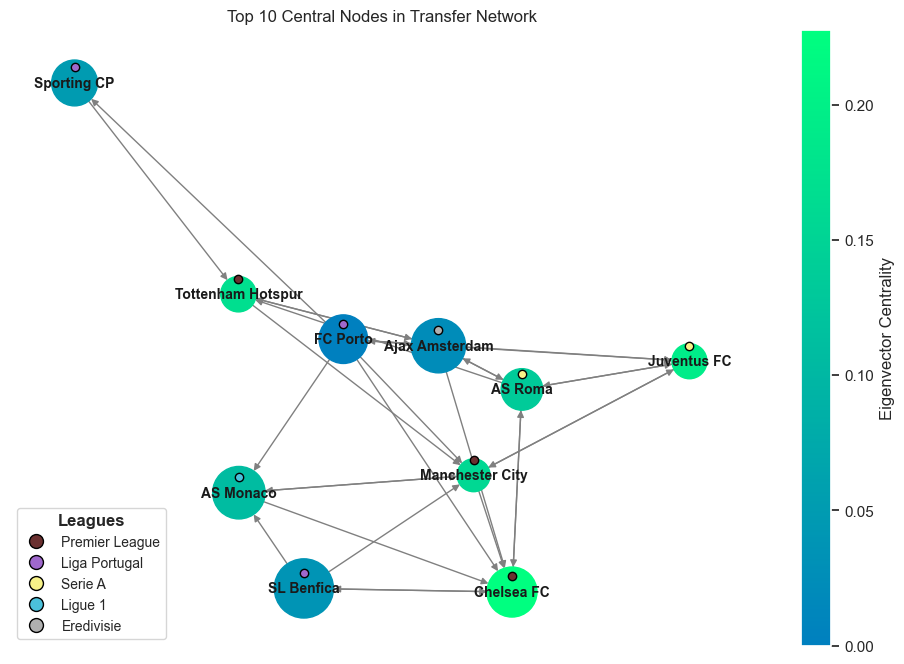 Top 10 Central Nodes in Transfer Network
Sporting CP
Tottenham Hotspur
FC Porto
Ajax Amsterdam
Juventus FC
AS Roma
Manchester City
AS Monaco
SL Benfica
Chelsea FC
Leagues
Premier League
Liga Portugal
Serie A
Ligue 1
Eredivisie
0.20
0.15
0.10
0.05
0.00
Eigenvector Centrality